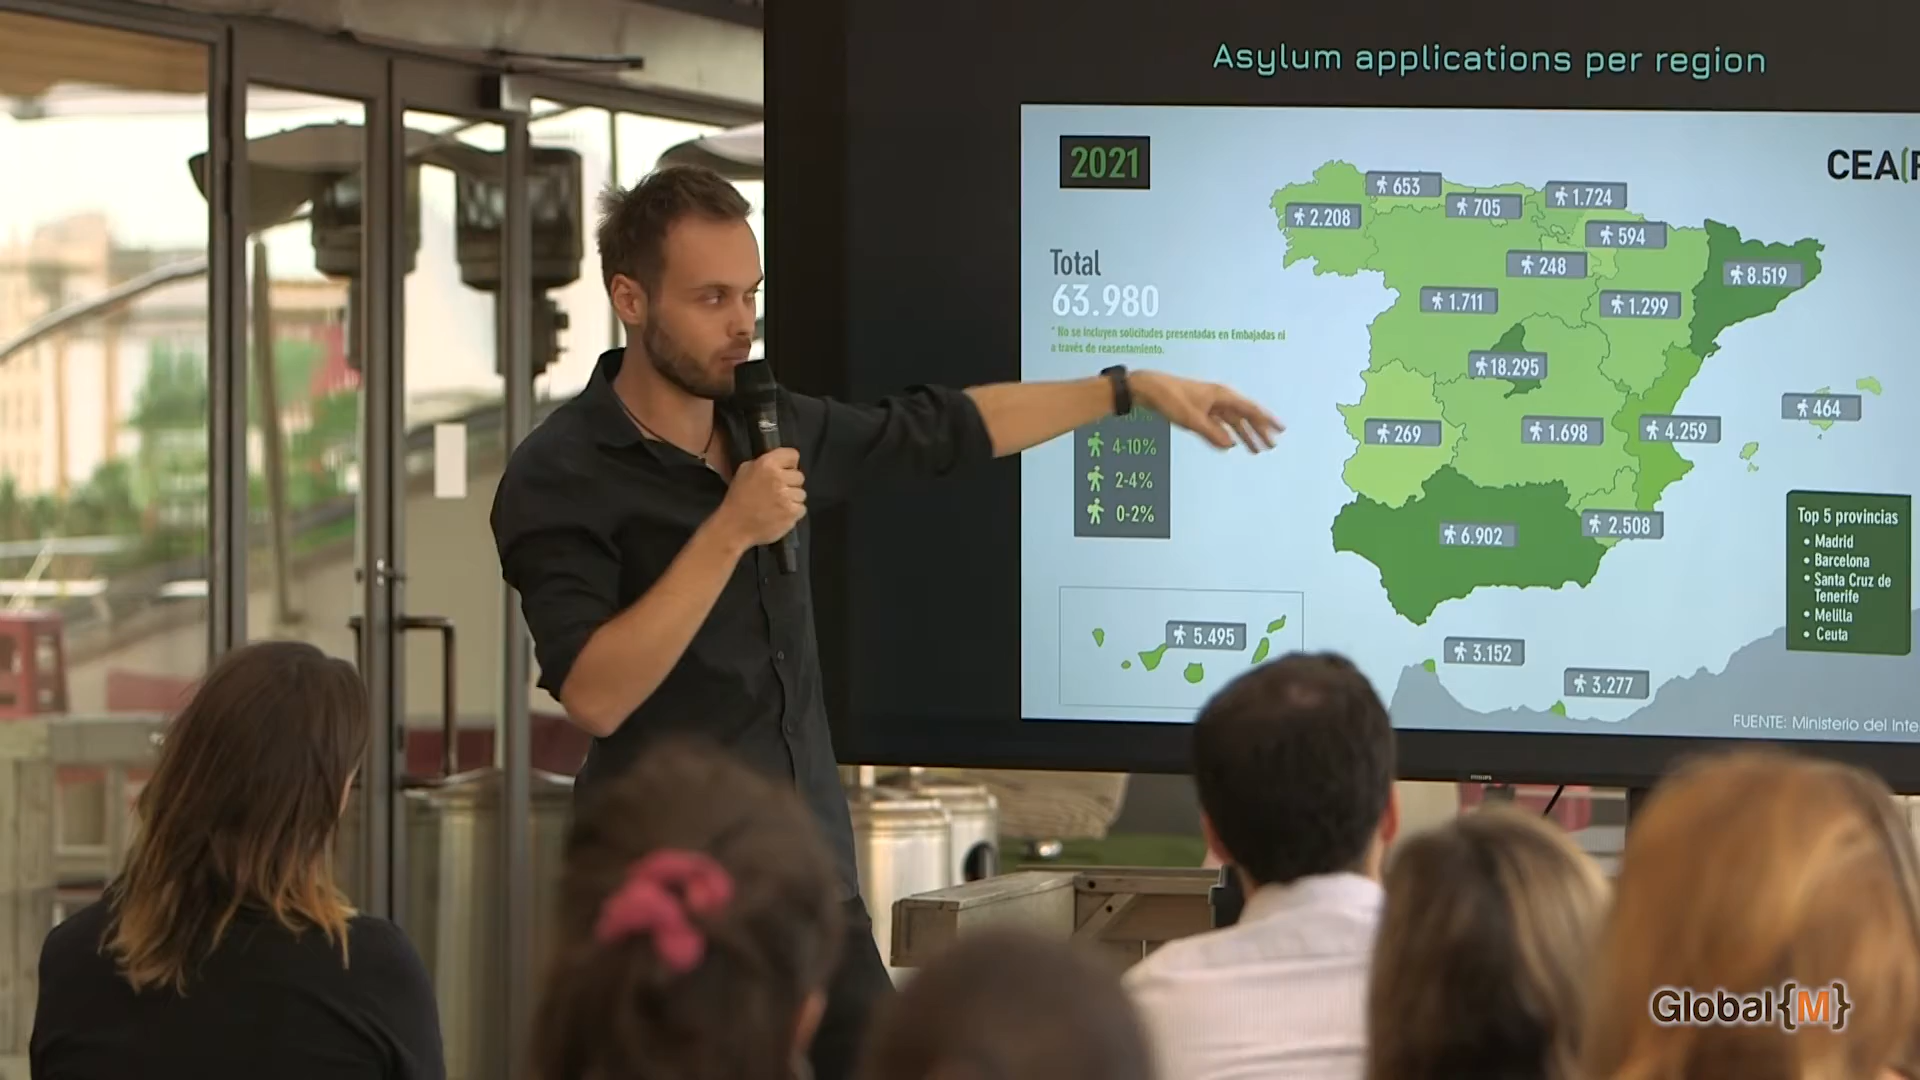 Asylum applications per region
2021
CEA(
Total
63.980
* No se incluyen solicitudes presentadas en Embajadas ni
a través de reasentamiento.
4-10%
2-4%
0-2%
653
705
1.724
2.208
594
248
8.519
1.711
1.299
18.295
464
269
1.698
4.259
6.902
2.508
5.495
3.152
3.277
Top 5 provincias
• Madrid
• Barcelona
• Santa Cruz de
Tenerife
• Melilla
• Ceuta
FUENTE: Ministerio del Inte
PHILIPS
Global{M}